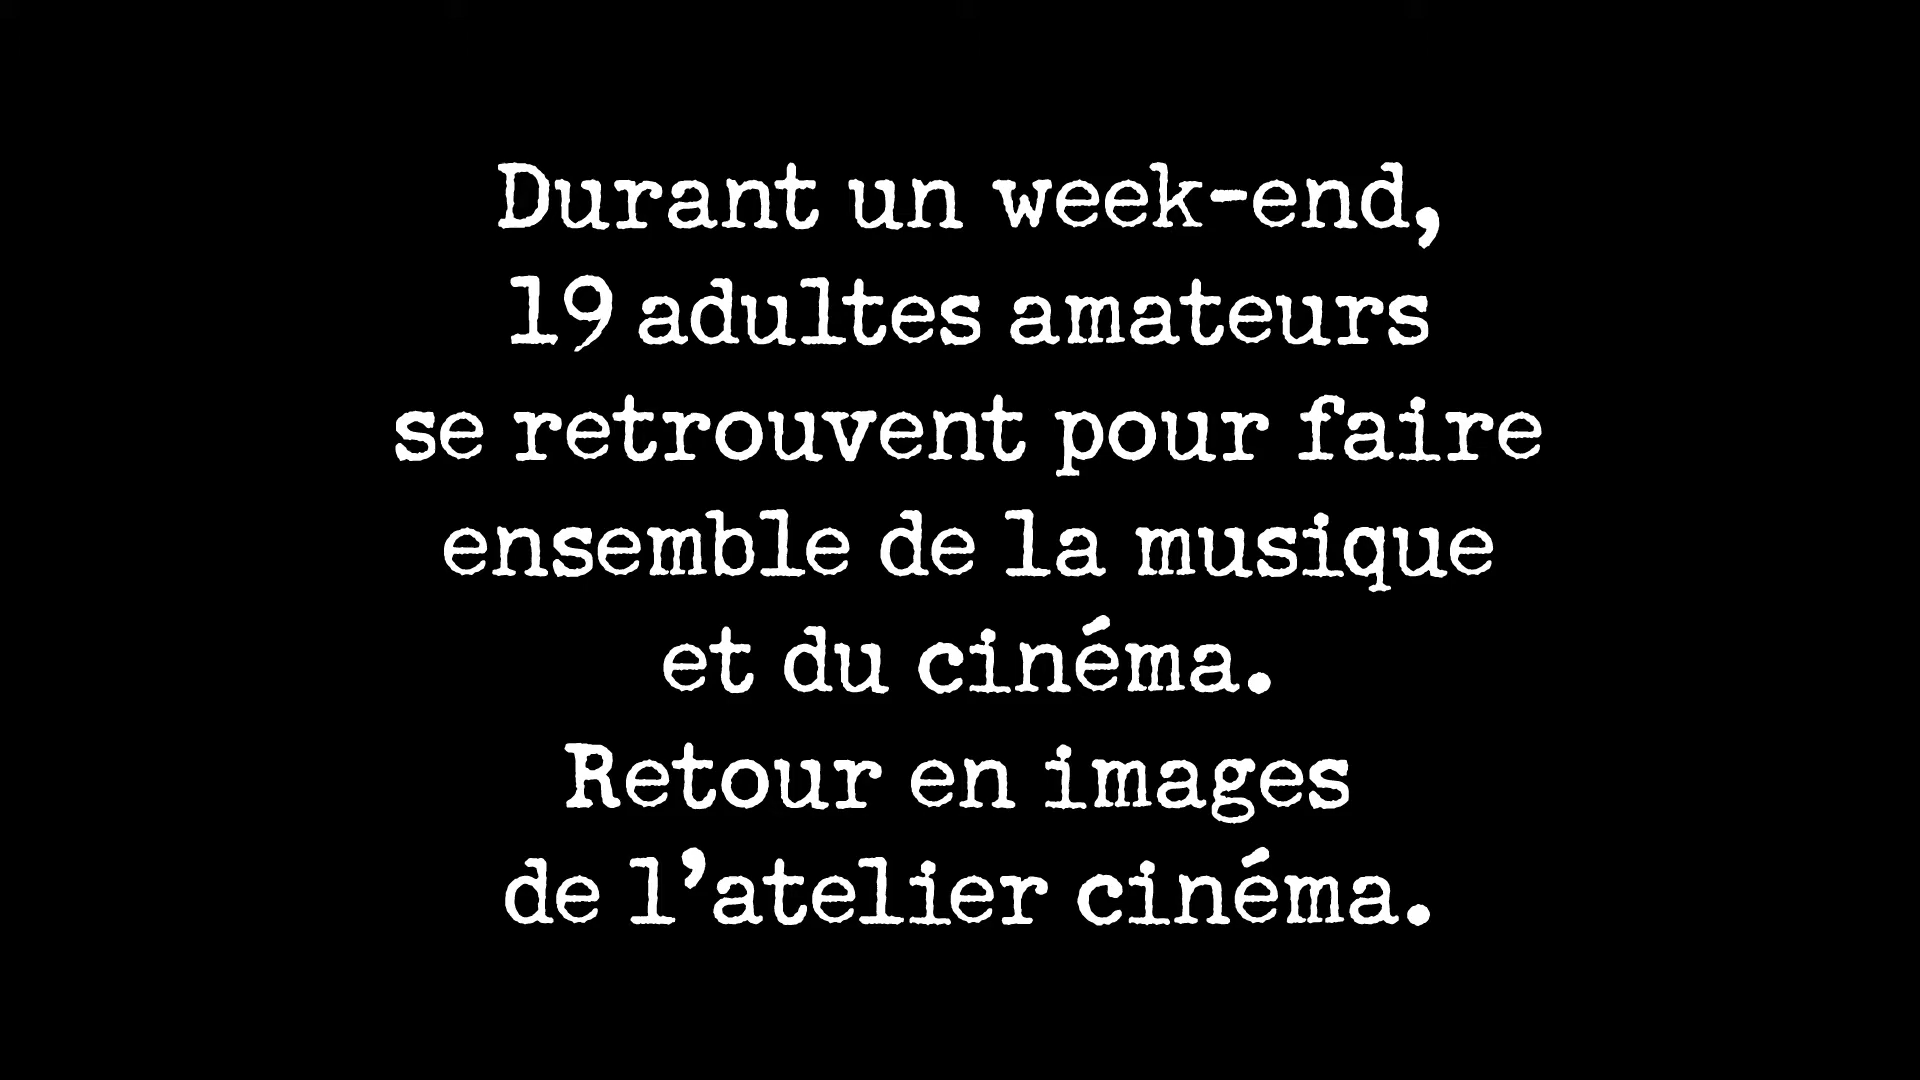 Durant un week-end,
19 adultes amateurs
se retrouvent pour faire
ensemble de la musique
et du cinéma.
Retour en images
de l’atelier cinéma.